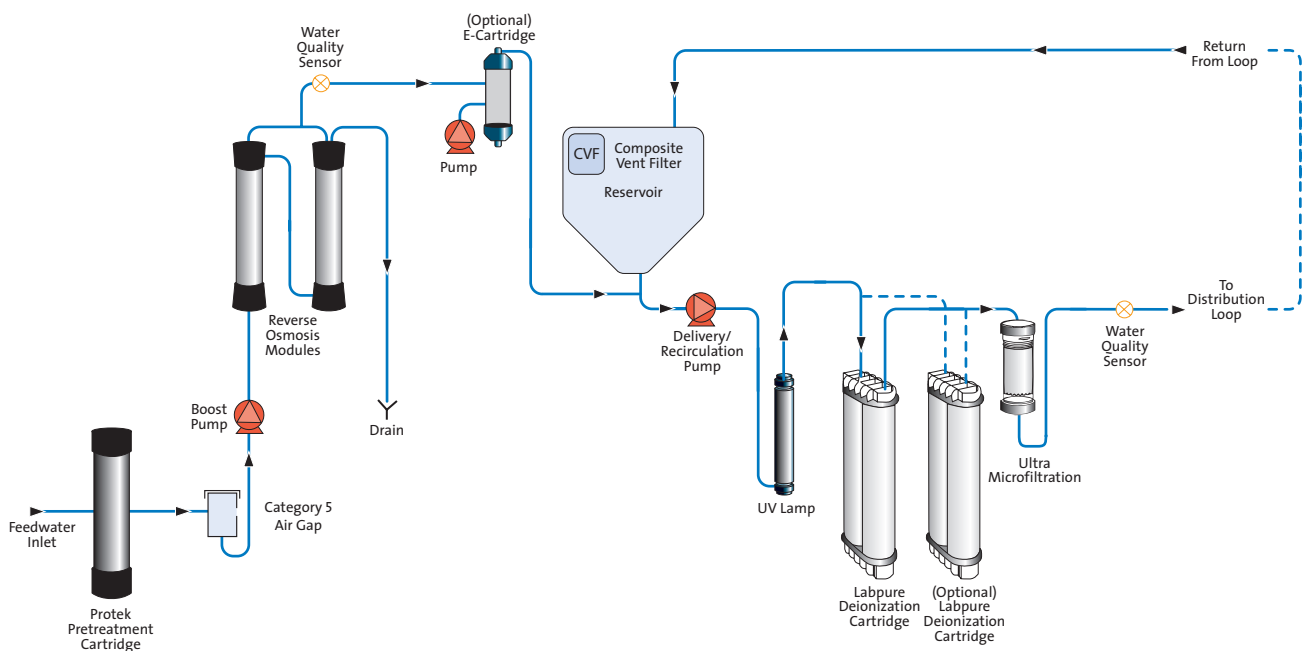 Water
Quality
Sensor
(Optional)
E-Cartridge
Return
From Loop
CVF
Composite
Vent Filter
Reservoir
Pump
Reverse
Osmosis
Modules
To
Distribution
Loop
Delivery/
Recirculation
Pump
Water
Quality
Sensor
Boost
Pump
Drain
Ultra
Microfiltration
Feedwater
Inlet
Category 5
Air Gap
UV Lamp
Protek
Pretreatment
Cartridge
Labpure
Deionization
Cartridge
(Optional)
Labpure
Deionization
Cartridge